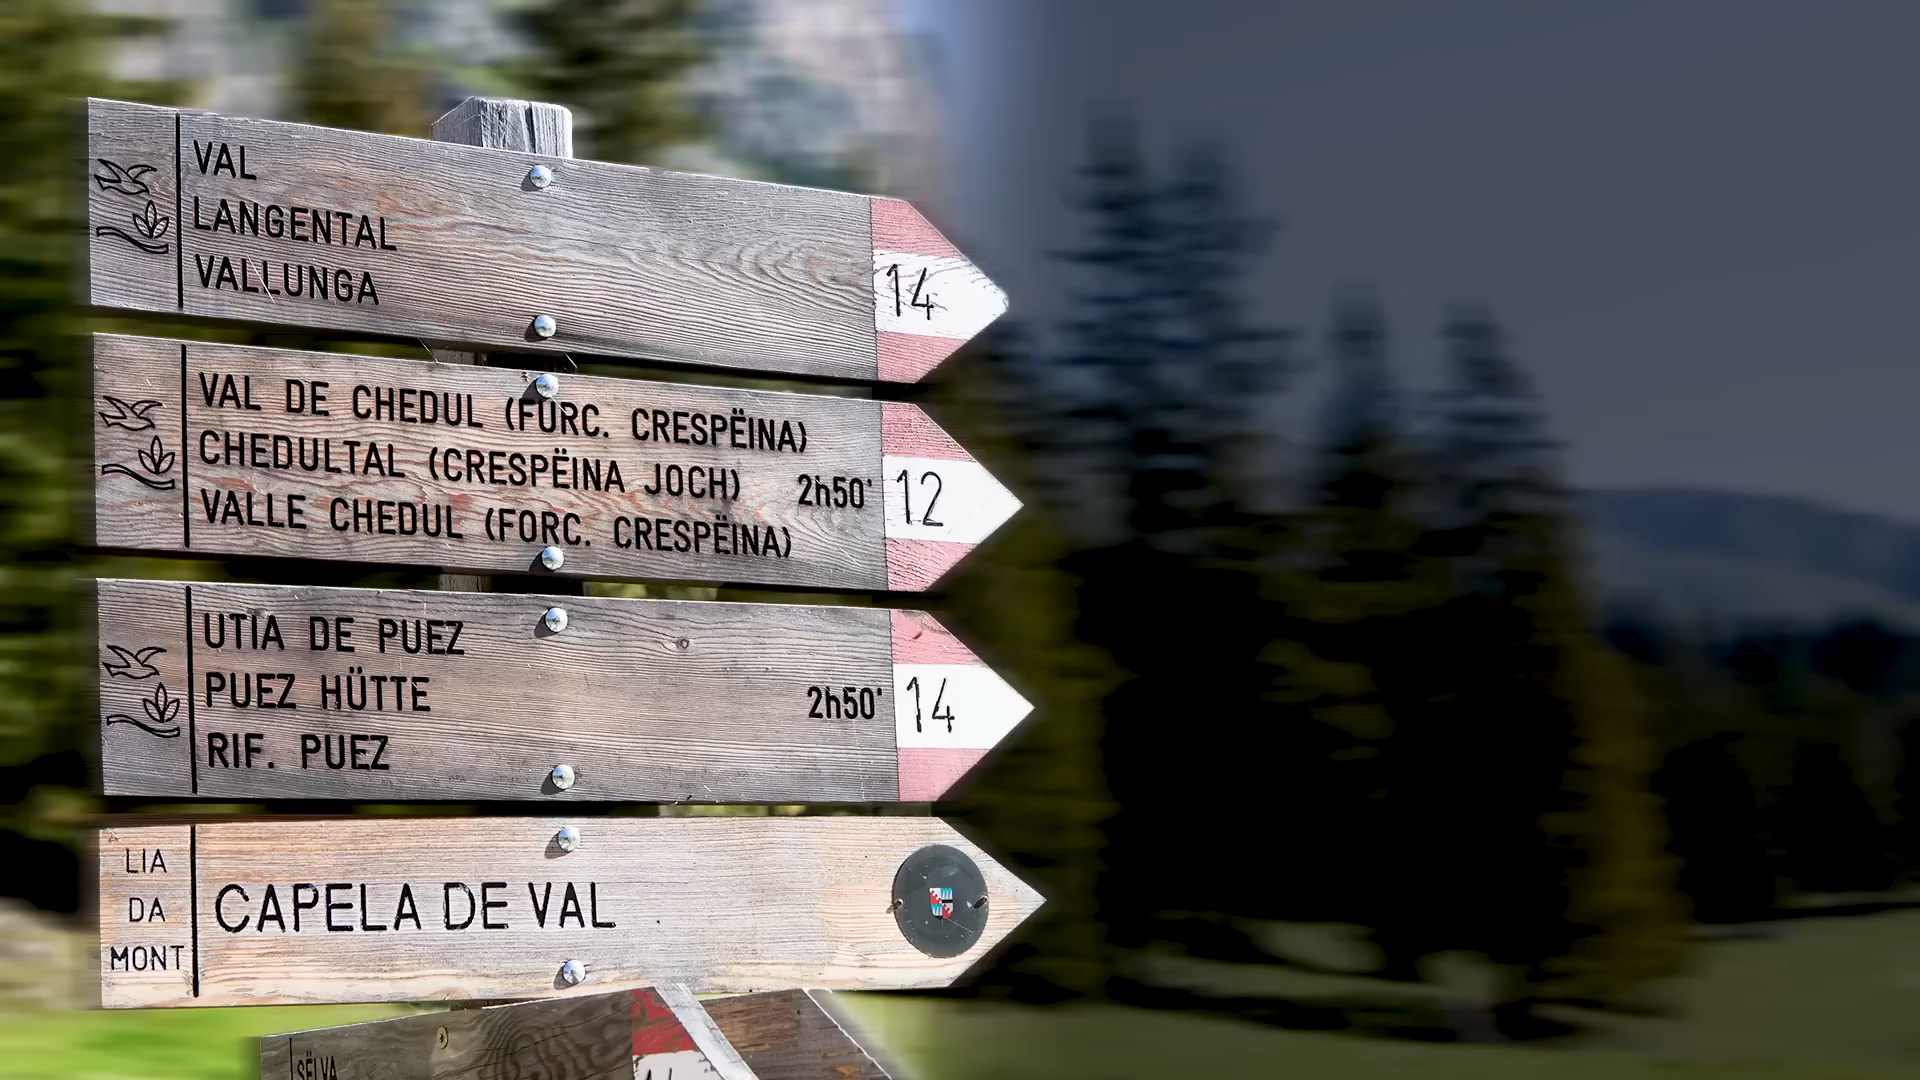 VAL
LANGENTAL
VALLUNGA
14
VAL DE CHEDUL (FURC. CRESPËINA)
CHEDULTAL (CRESPËINA JOCH)
VALLE CHEDUL (FORC. CRESPËINA)
2h50'
12
UTIA DE PUEZ
PUEZ HÜTTE
RIF. PUEZ
2h50'
14
LIA
DA
MONT
CAPELA DE VAL
SËLVA